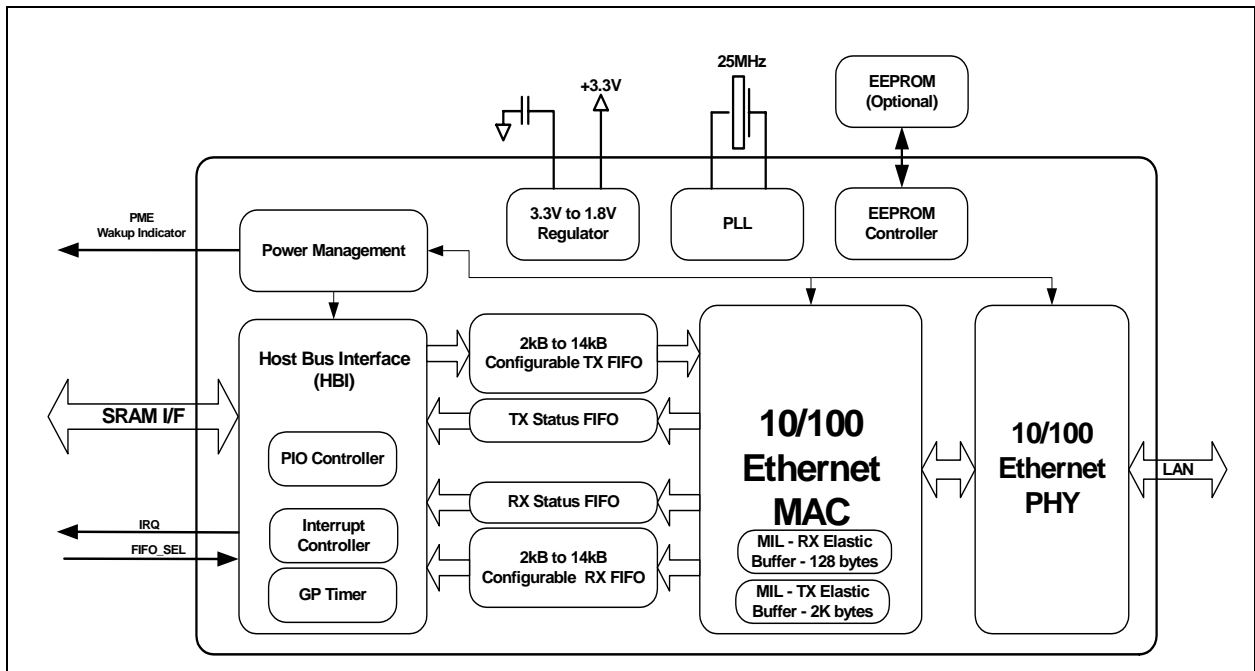 25MHz
+3.3V
EEPROM
(Optional)
PME
Wakup Indicator
Power Management
3.3V to 1.8V
Regulator
PLL
EEPROM
Controller
Host Bus Interface
(HBI)
2kB to 14kB
Configurable TX FIFO
SRAM I/F
TX Status FIFO
PIO Controller
RX Status FIFO
IRQ
FIFO_SEL
Interrupt
Controller
2kB to 14kB
Configurable RX FIFO
GP Timer
10/100
Ethernet
MAC
MIL - RX Elastic
Buffer - 128 bytes
MIL - TX Elastic
Buffer - 2K bytes
10/100
Ethernet
PHY
LAN